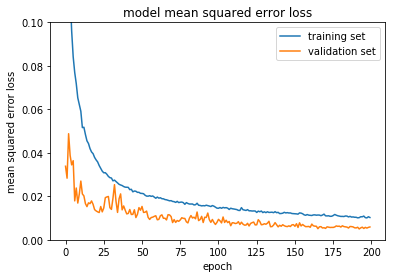 model mean squared error loss
training set
validation set
mean squared error loss
0.10
0.08
0.06
0.04
0.02
0.00
0 25 50 75 100 125 150 175 200
epoch